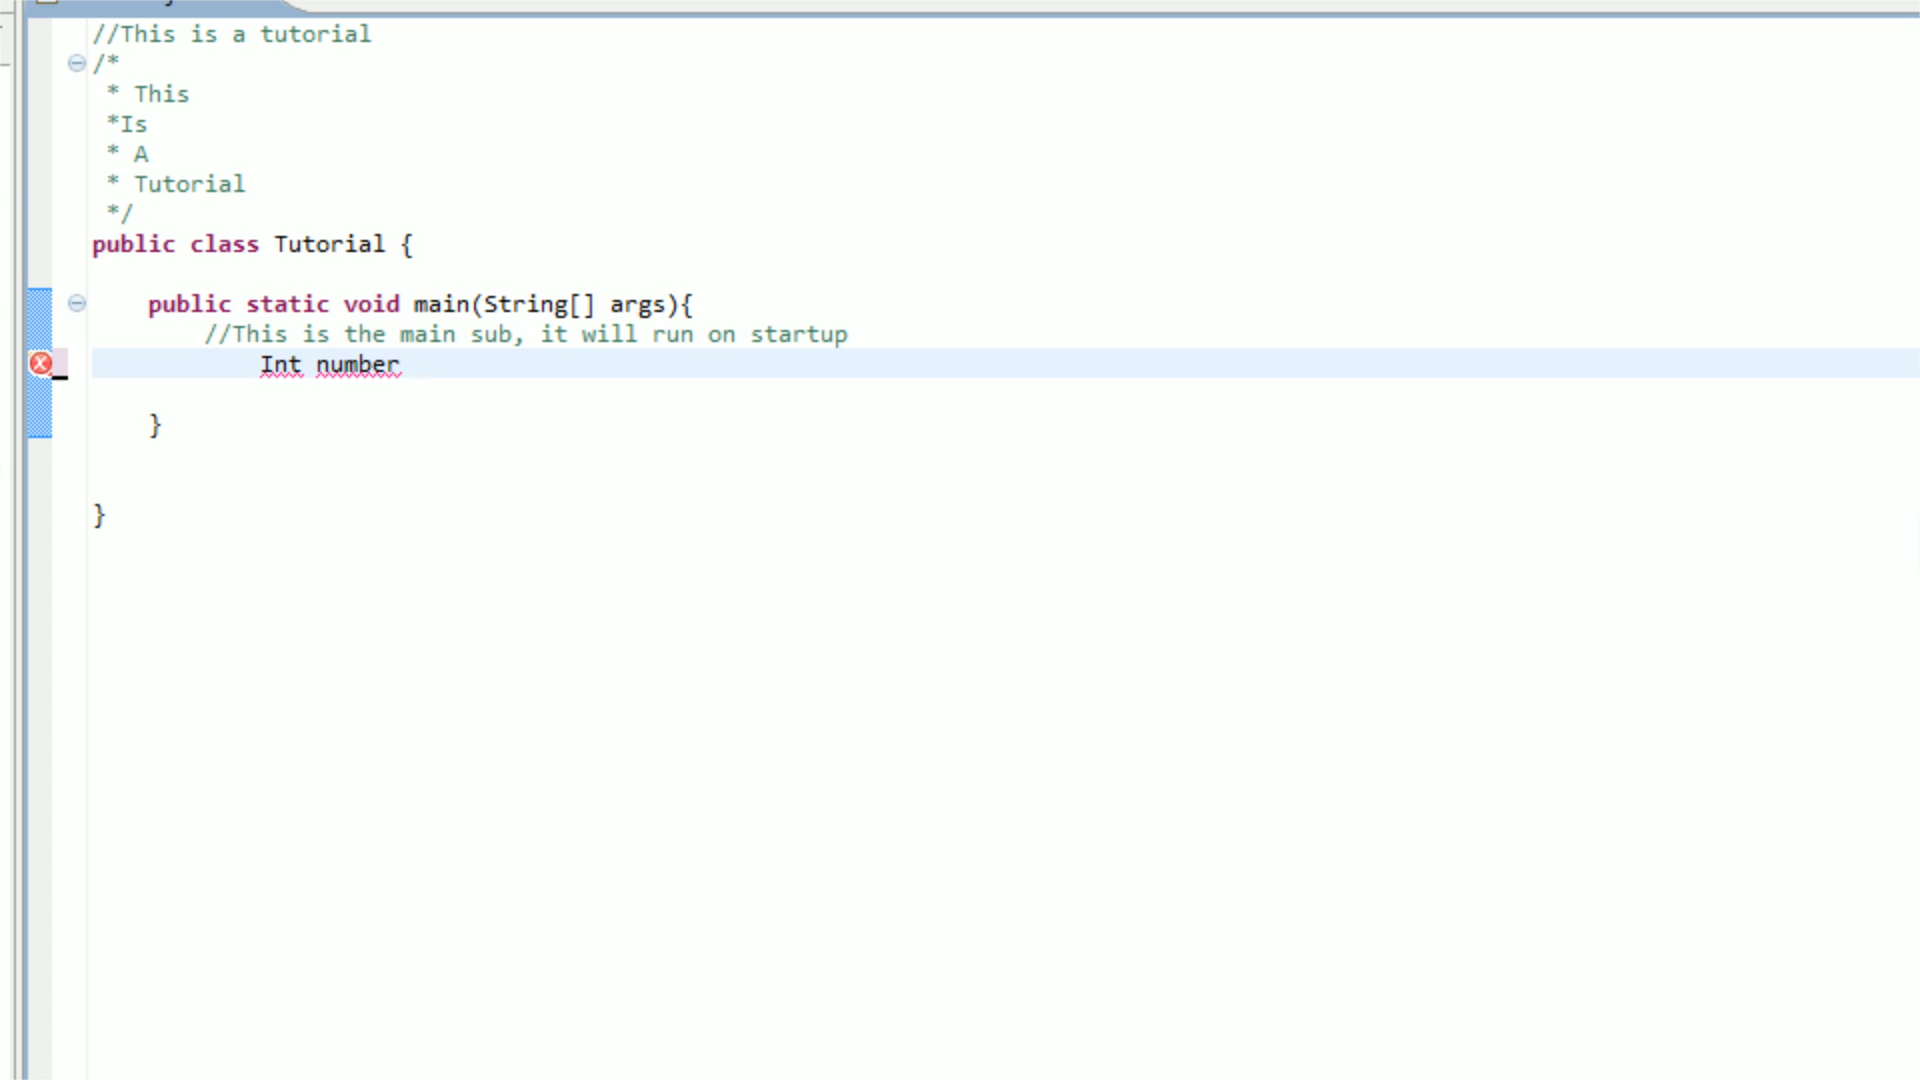 //This is a tutorial
/*
 * This
 *Is
 * A
 * Tutorial
 */
public class Tutorial {
    public static void main(String[] args){
        //This is the main sub, it will run on startup
            Int number
    }
}